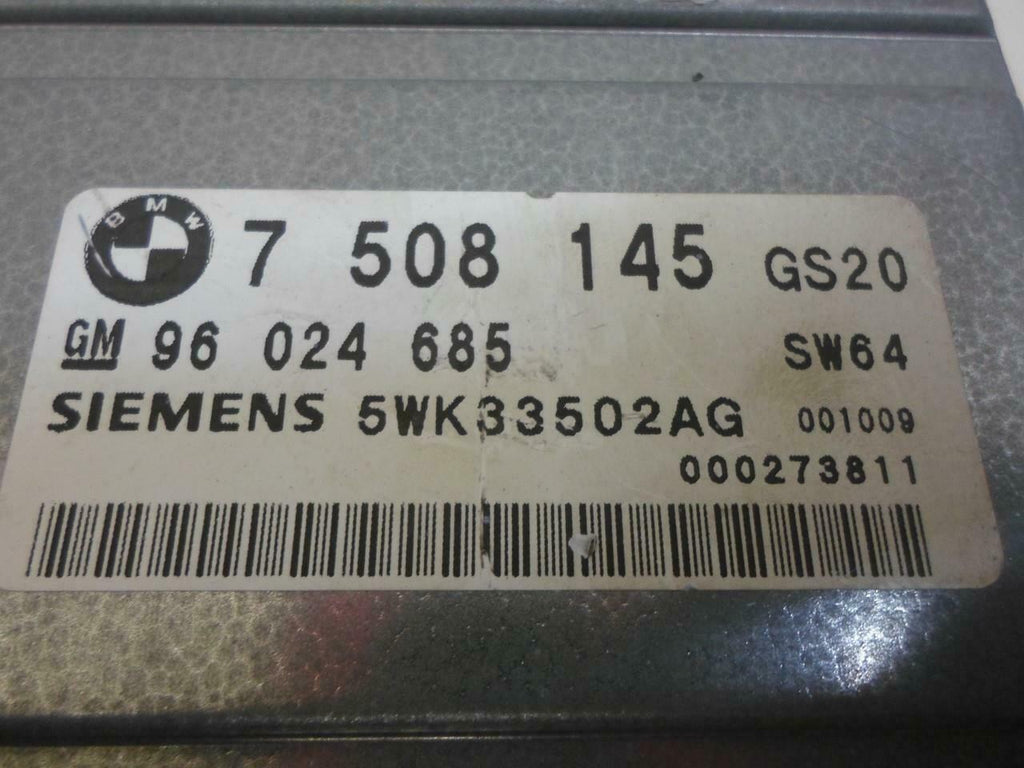 BMW 7 508 145 GS20
GM 96 024 685 SW64
SIEMENS 5WK33502AG 001009
000273811